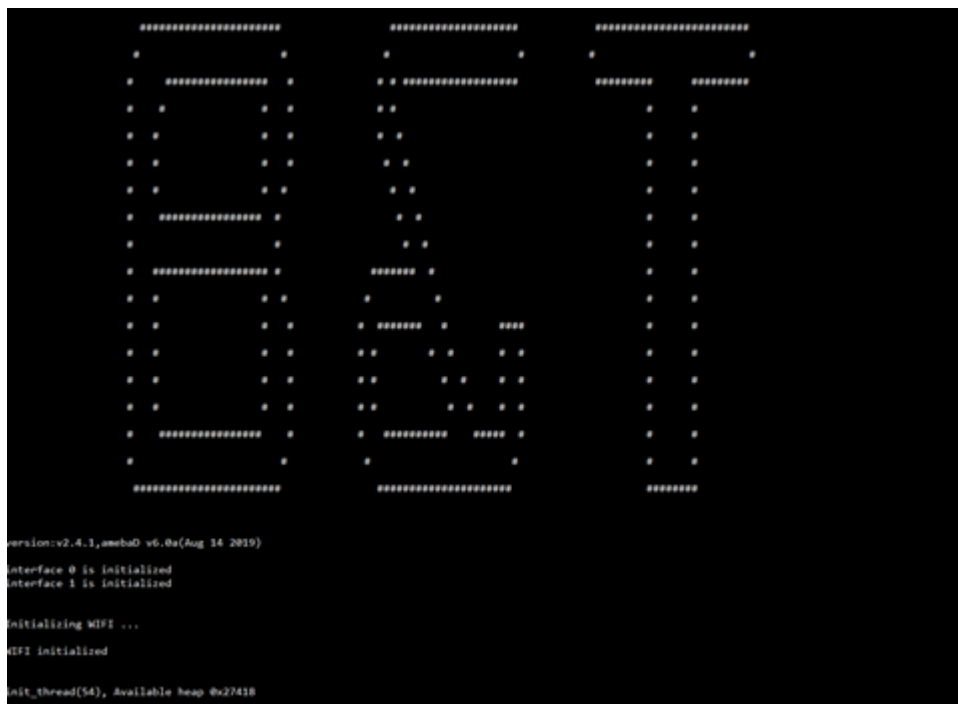 B&T
version:v2.4.1,amebaD v6.0a(Aug 14 2019)
interface 0 is initialized
interface 1 is initialized
Initializing WIFI ...
WIFI initialized
init_thread(54), Available heap 0x27418